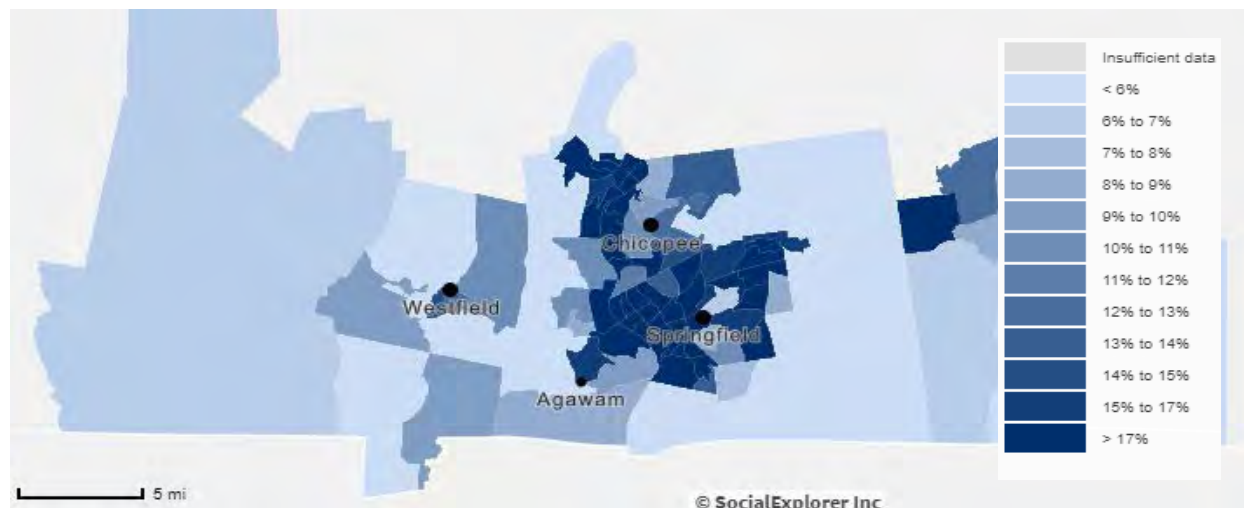 Insufficient data
< 6%
6% to 7%
7% to 8%
8% to 9%
9% to 10%
10% to 11%
11% to 12%
12% to 13%
13% to 14%
14% to 15%
15% to 17%
> 17%
Chicopee
Westfield
Springfield
Agawam
5 mi
© SocialExplorer Inc